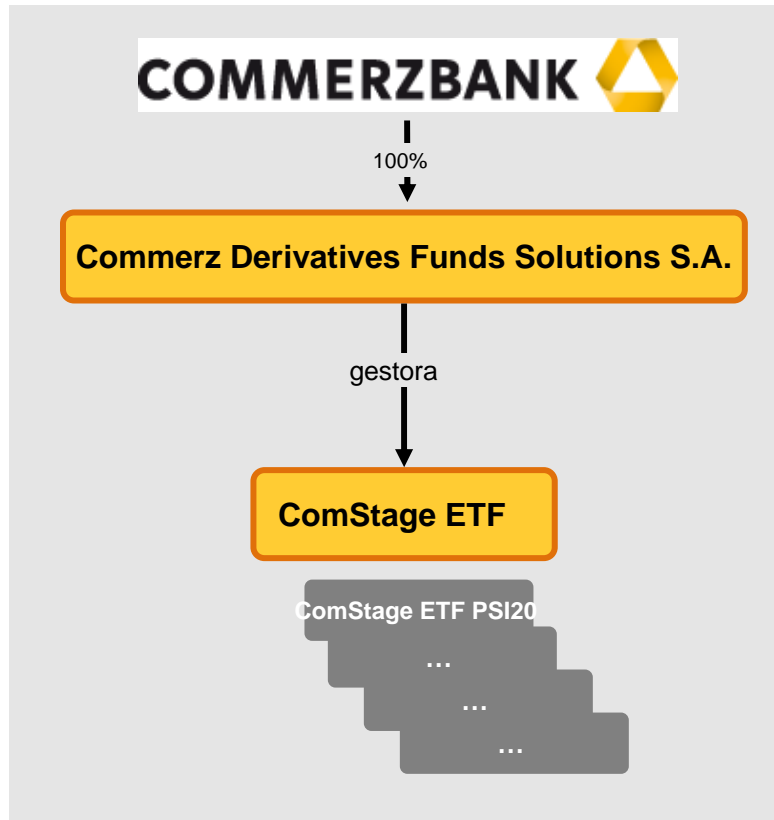 COMMERZBANK
100%
Commerz Derivatives Funds Solutions S.A.
gestora
ComStage ETF
ComStage ETF PSI20
...
...
...